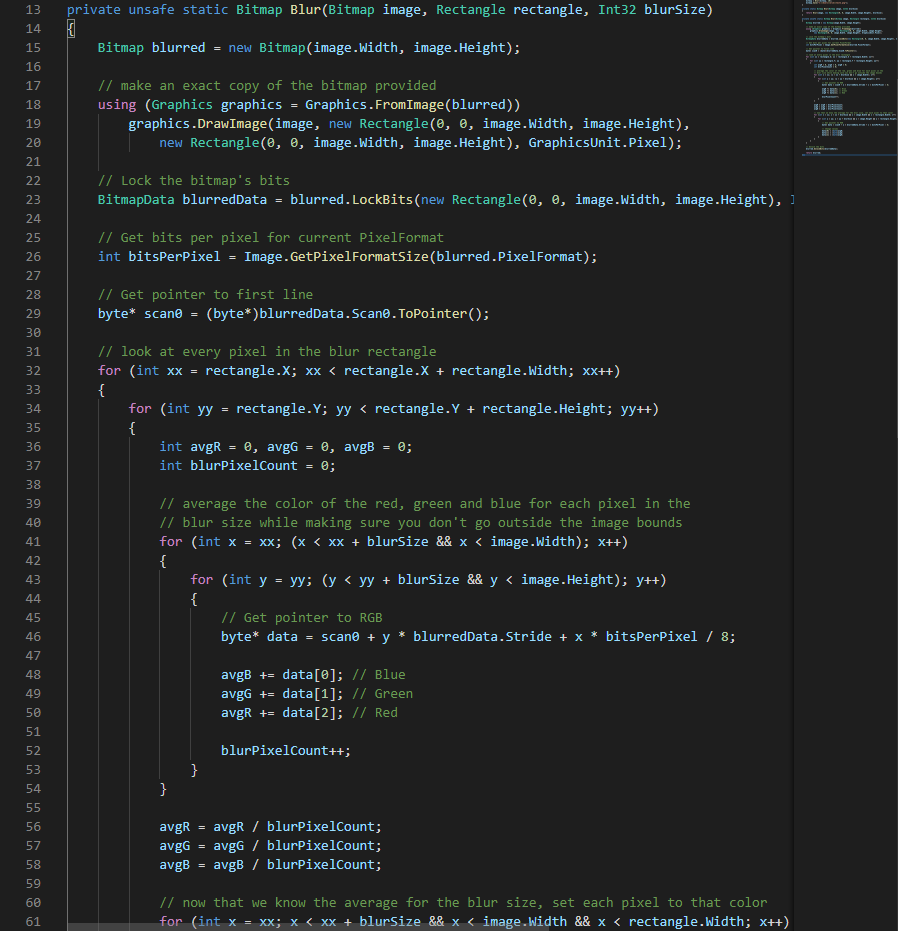 13 private unsafe static Bitmap Blur(Bitmap image, Rectangle rectangle, Int32 blurSize)
14 {
15     Bitmap blurred = new Bitmap(image.Width, image.Height);
16
17     // make an exact copy of the bitmap provided
18     using (Graphics graphics = Graphics.FromImage(blurred))
19         graphics.DrawImage(image, new Rectangle(0, 0, image.Width, image.Height),
20             new Rectangle(0, 0, image.Width, image.Height), GraphicsUnit.Pixel);
21
22     // Lock the bitmap's bits
23     BitmapData blurredData = blurred.LockBits(new Rectangle(0, 0, image.Width, image.Height),
24
25     // Get bits per pixel for current PixelFormat
26     int bitsPerPixel = Image.GetPixelFormatSize(blurred.PixelFormat);
27
28     // Get pointer to first line
29     byte* scan0 = (byte*)blurredData.Scan0.ToPointer();
30
31     // look at every pixel in the blur rectangle
32     for (int xx = rectangle.X; xx < rectangle.X + rectangle.Width; xx++)
33     {
34         for (int yy = rectangle.Y; yy < rectangle.Y + rectangle.Height; yy++)
35         {
36             int avgR = 0, avgG = 0, avgB = 0;
37             int blurPixelCount = 0;
38
39             // average the color of the red, green and blue for each pixel in the
40             // blur size while making sure you don't go outside the image bounds
41             for (int x = xx; (x < xx + blurSize && x < image.Width); x++)
42             {
43                 for (int y = yy; (y < yy + blurSize && y < image.Height); y++)
44                 {
45                     // Get pointer to RGB
46                     byte* data = scan0 + y * blurredData.Stride + x * bitsPerPixel / 8;
47
48                     avgB += data[0]; // Blue
49                     avgG += data[1]; // Green
50                     avgR += data[2]; // Red
51
52                     blurPixelCount++;
53                 }
54             }
55
56             avgR = avgR / blurPixelCount;
57             avgG = avgG / blurPixelCount;
58             avgB = avgB / blurPixelCount;
59
60             // now that we know the average for the blur size, set each pixel to that color
61             for (int x = xx; x < xx + blurSize && x < image.Width && x < rectangle.Width; x++)